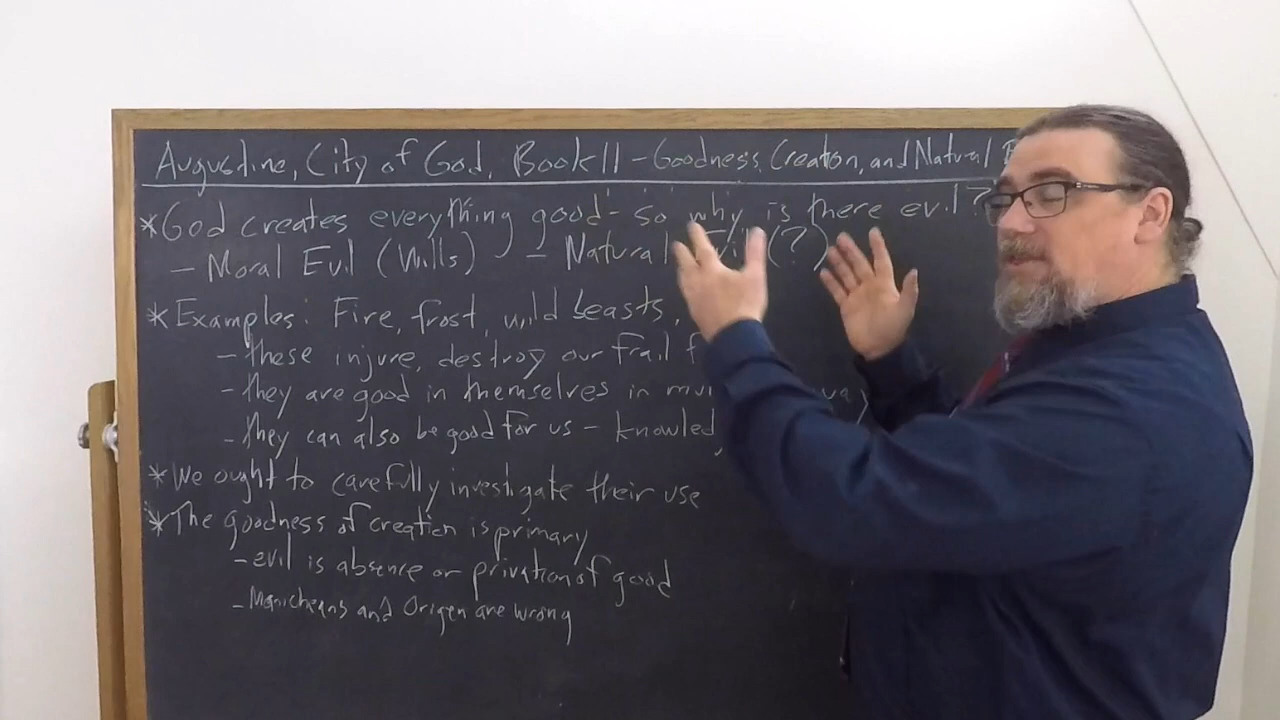 Augustine, City of God, Book 11 - Goodness, Creation, and Natural
*God creates everything good - so why is there evil?
- Moral Evil (Wills) - Natural Evil (?)
*Examples: Fire, frost, wild beasts,
- these injure, destroy our frail
- they are good in themselves in
- they can also be good for us -
*We ought to carefully investigate their use
*The goodness of creation is primary
- evil is absence or privation of good
- Manicheans and Origen are wrong